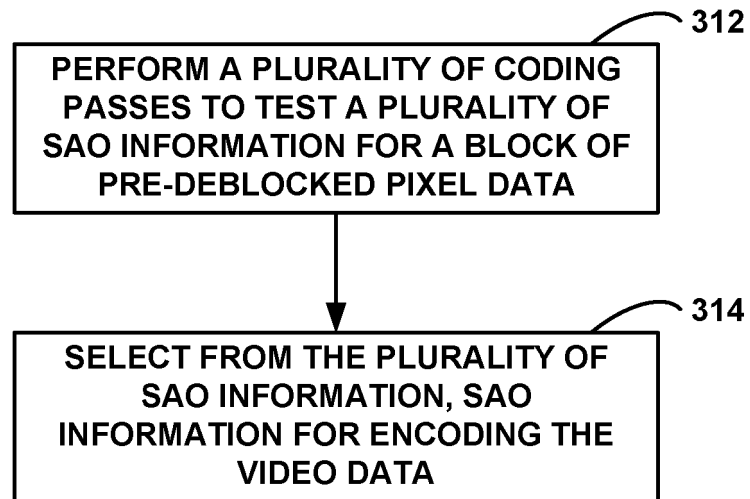 312
PERFORM A PLURALITY OF CODING
PASSES TO TEST A PLURALITY OF
SAO INFORMATION FOR A BLOCK OF
PRE-DEBLOCKED PIXEL DATA
314
SELECT FROM THE PLURALITY OF
SAO INFORMATION, SAO
INFORMATION FOR ENCODING THE
VIDEO DATA